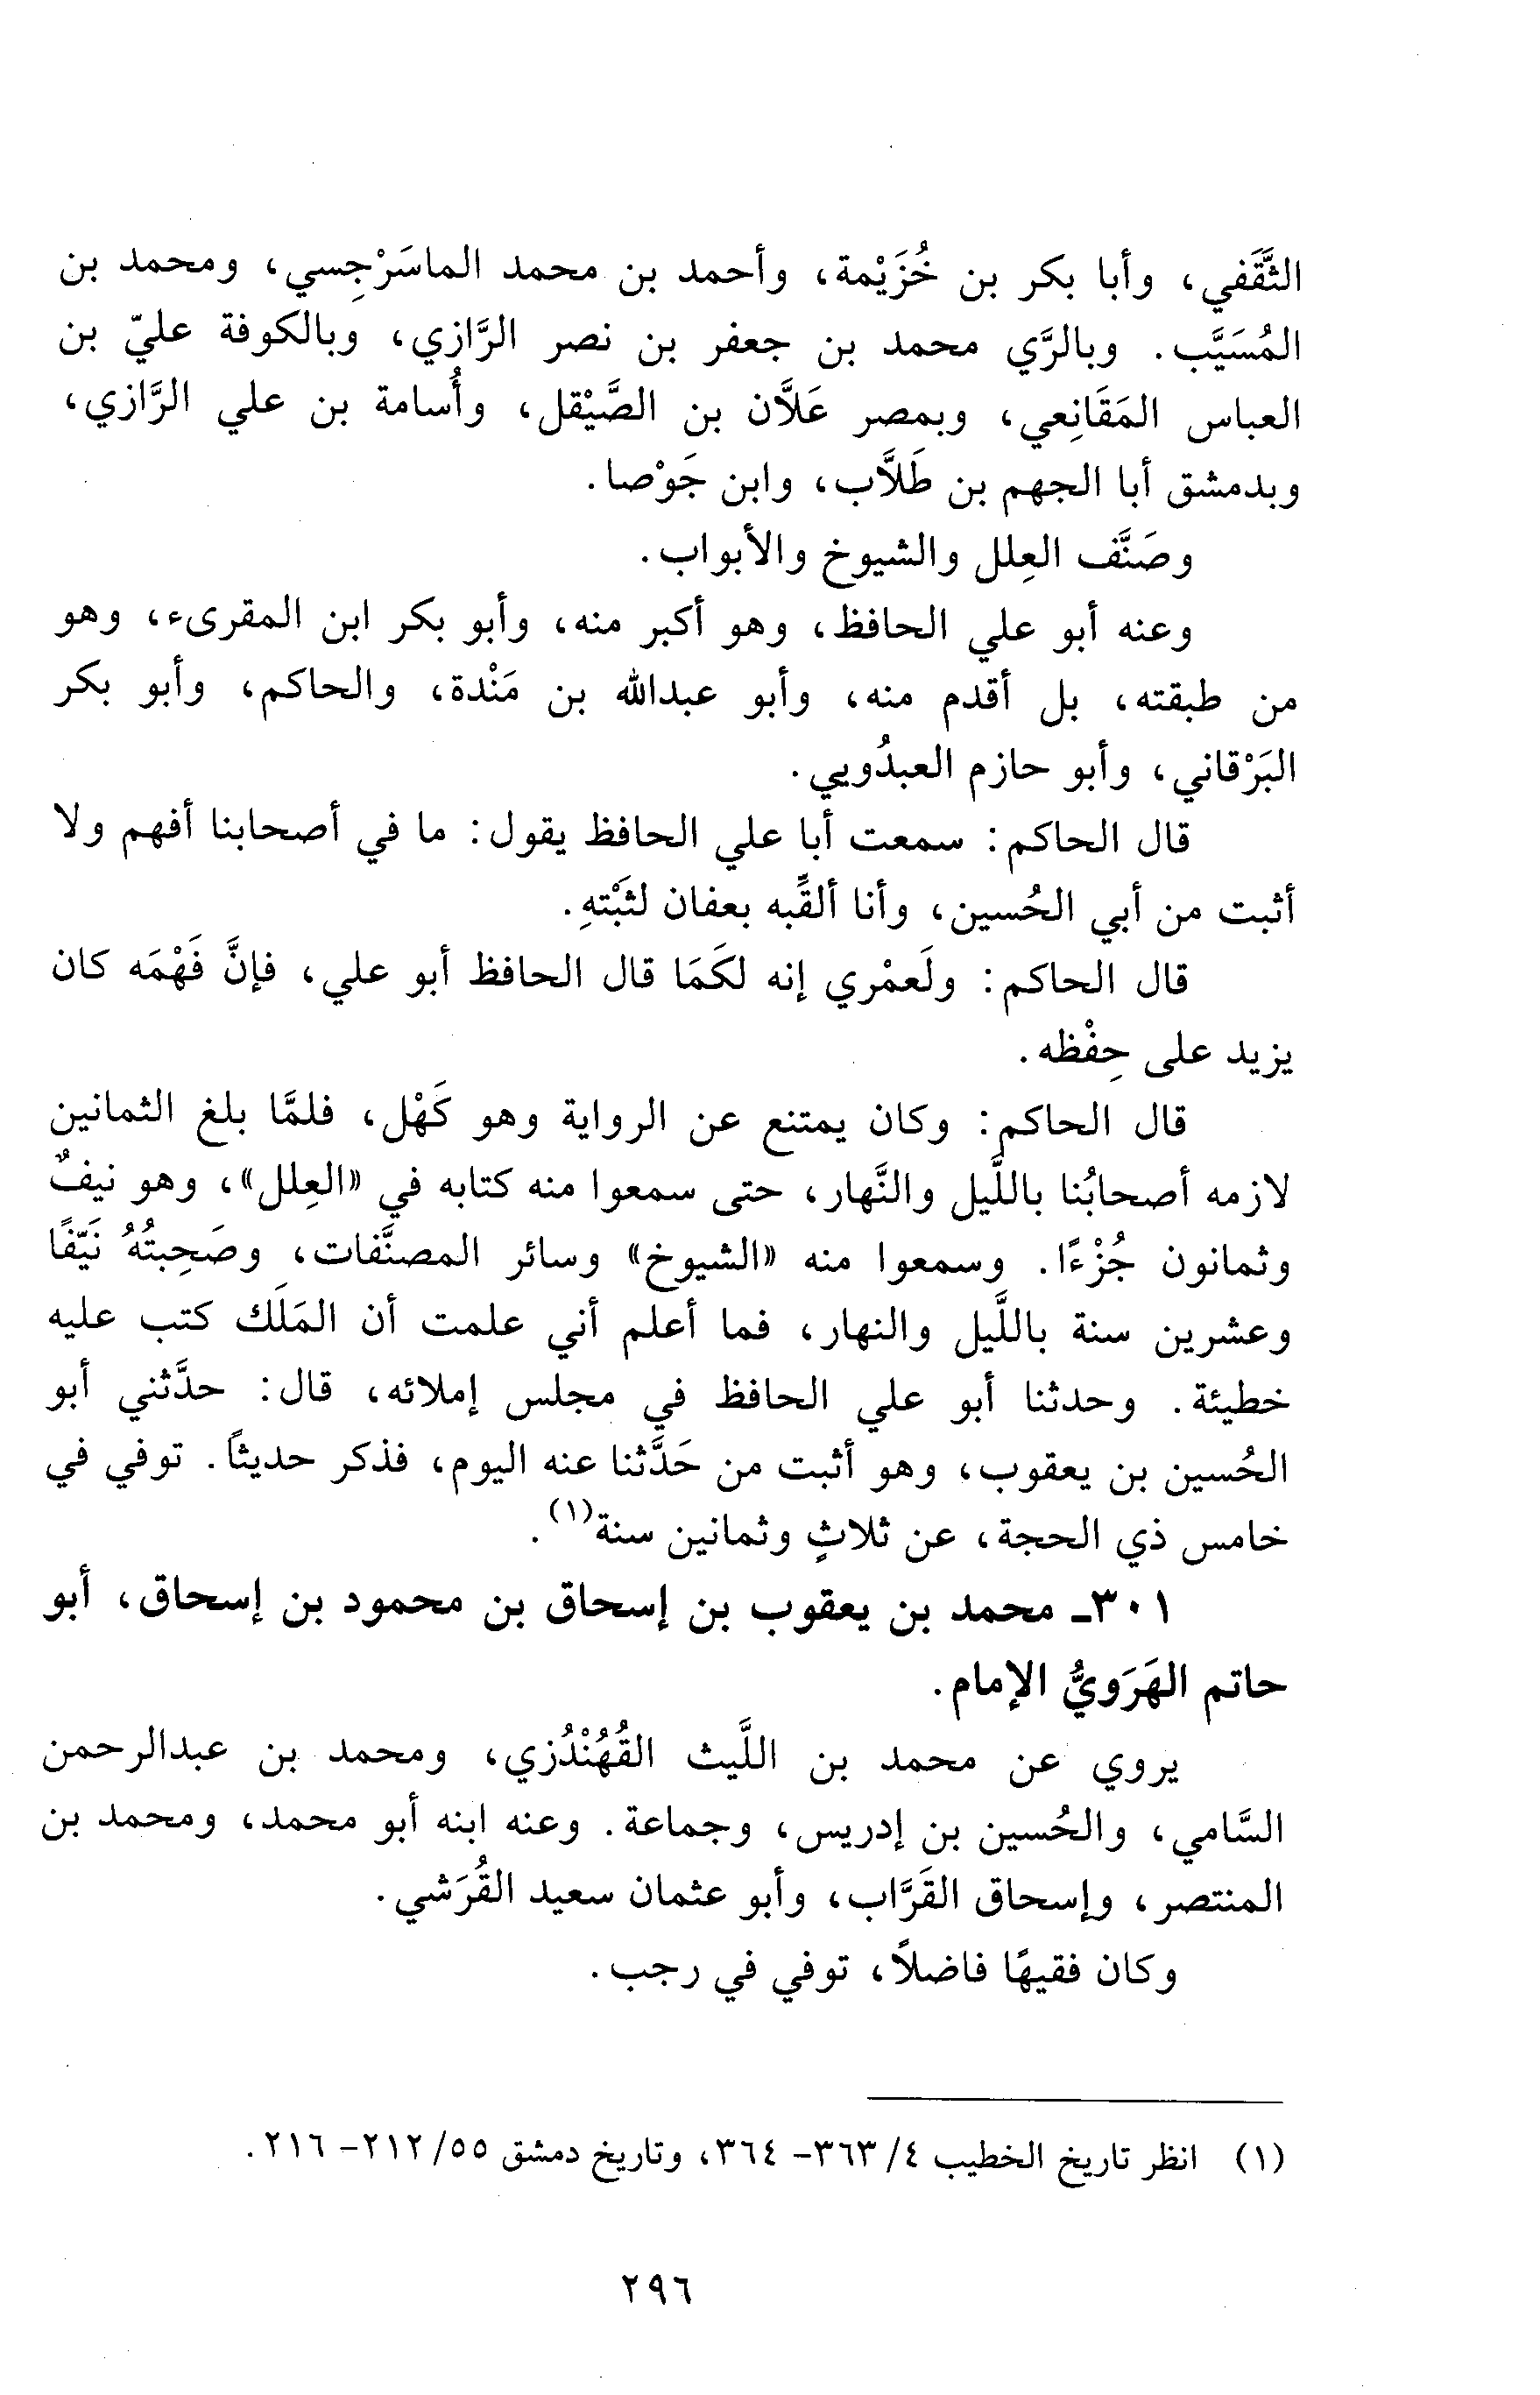 الثَّقَفي، وأبا بكر بن خُزَيْمة، وأحمد بن محمد الماسَرْجِسي، ومحمد بن
المُسَيَّب. وبالرَّي محمد بن جعفر بن نصر الرَّازي، وبالكوفة عليّ بن
العباس المَقَانِعي، وبمصر عَلاَّن بن الصَّيْقل، وأُسامة بن علي الرَّازي،
وبدمشق أبا الجهم بن طَلاَّب، وابن جَوْصا.
وصَنَّف العِلل والشيوخ والأبواب.
وعنه أبو علي الحافظ، وهو أكبر منه، وأبو بكر ابن المقرىء، وهو
من طبقته، بل أقدم منه، وأبو عبدالله بن مَنْدة، والحاكم، وأبو بكر
البَرْقاني، وأبو حازم العبدُويي.
قال الحاكم: سمعت أبا علي الحافظ يقول: ما في أصحابنا أفهم ولا
أثبت من أبي الحُسين، وأنا ألقِّبه بعفان لثَبْتهِ.
قال الحاكم: ولَعمْري إنه لكَمَا قال الحافظ أبو علي، فإنَّ فَهْمَه كان
يزيد على حِفْظه.
قال الحاكم: وكان يمتنع عن الرواية وهو كَهْل، فلمَّا بلغ الثمانين
لازمه أصحابُنا باللَّيل والنَّهار، حتى سمعوا منه كتابه في «العِلل»، وهو نيفٌ
وثمانون جُزْءًا. وسمعوا منه «الشيوخ» وسائر المصنَّفات، وصَحِبتُهُ نَيّفًا
وعشرين سنة باللَّيل والنهار، فما أعلم أني علمت أن المَلَك كتب عليه
خطيئة. وحدثنا أبو علي الحافظ في مجلس إملائه، قال: حدَّثني أبو
الحُسين بن يعقوب، وهو أثبت من حَدَّثنا عنه اليوم، فذكر حديثاً. توفي في
خامس ذي الحجة، عن ثلاثٍ وثمانين سنة(١).
٣٠١ـ محمد بن يعقوب بن إسحاق بن محمود بن إسحاق، أبو
حاتم الهَرَويُّ الإمام.
يروي عن محمد بن اللَّيث القُهُنْدُزي، ومحمد بن عبدالرحمن
السَّامي، والحُسين بن إدريس، وجماعة. وعنه ابنه أبو محمد، ومحمد بن
المنتصر، وإسحاق القَرَّاب، وأبو عثمان سعيد القُرَشي.
وكان فقيهًا فاضلاً، توفي في رجب.
(١) انظر تاريخ الخطيب ٤/ ٣٦٣- ٣٦٤، وتاريخ دمشق ٥٥/ ٢١٢- ٢١٦.
٢٩٦